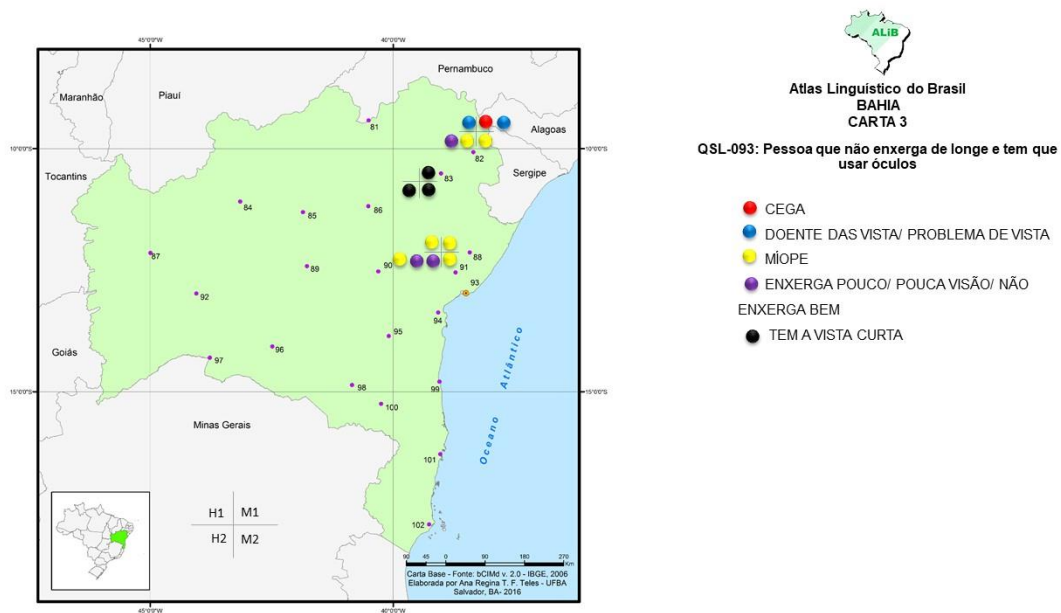 45°0'0"O
40°0'0"O
Pernambuco
Maranhão
Piauí
Alagoas
Sergipe
10°0'0"S
10°0'0"S
Tocantins
Goiás
Minas Gerais
15°0'0"S
15°0'0"S
Oceano Atlântico
81
82
83
84
85
86
87
88
89
90
91
92
93
94
95
96
97
98
99
100
101
102
H1 M1
H2 M2
90 45 0 90 180 270
Km
Carta Base - Fonte: bCIMd v. 2.0 - IBGE, 2006
Elaborada por Ana Regina T. F. Teles - UFBA
Salvador, BA- 2016
45°0'0"O
40°0'0"O
ALiB
Atlas Linguístico do Brasil
BAHIA
CARTA 3
QSL-093: Pessoa que não enxerga de longe e tem que
usar óculos
CEGA
DOENTE DAS VISTA/ PROBLEMA DE VISTA
MÍOPE
ENXERGA POUCO/ POUCA VISÃO/ NÃO
ENXERGA BEM
TEM A VISTA CURTA